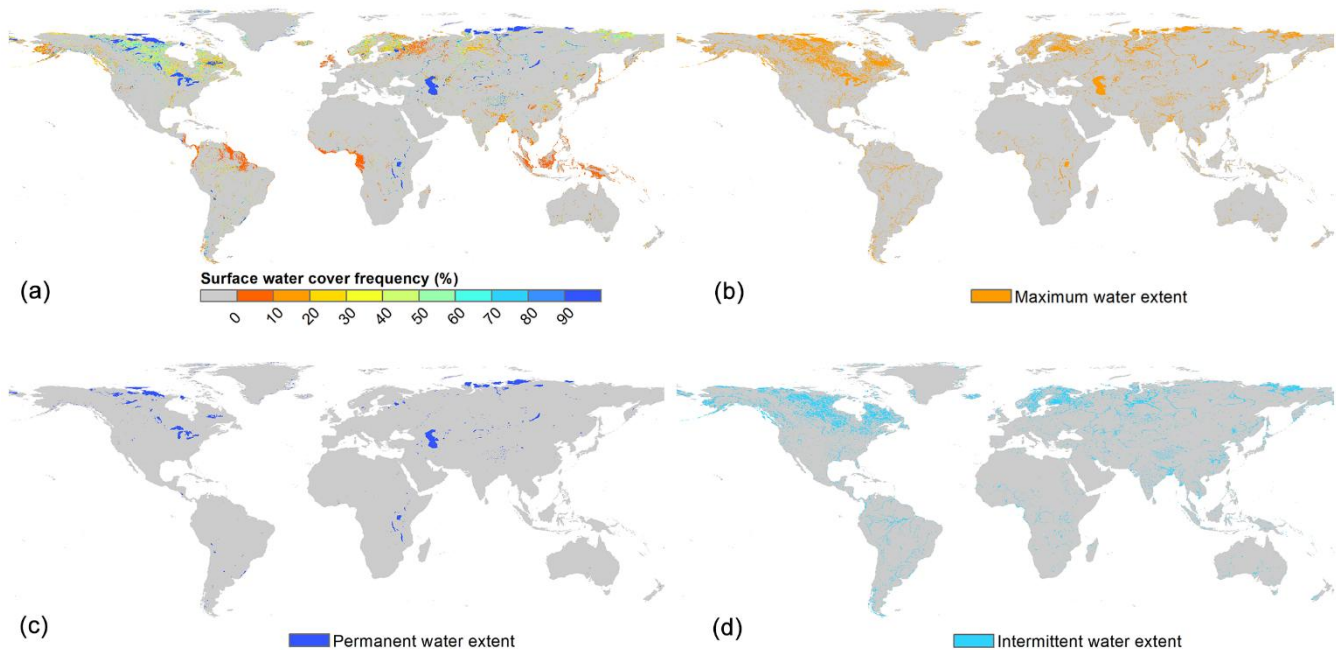 Surface water cover frequency (%)
0 10 20 30 40 50 60 70 80 90
(a)
Maximum water extent
(b)
Permanent water extent
(c)
Intermittent water extent
(d)